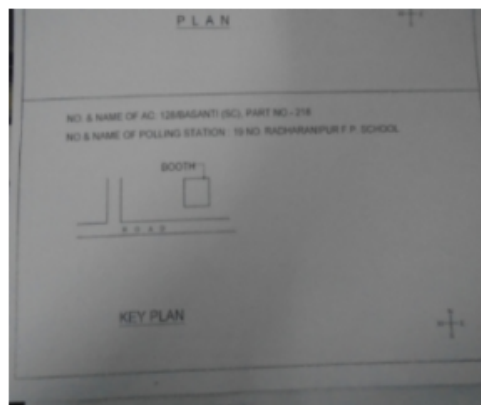 PLAN
NO. & NAME OF AC. 128/BASANTI (SC), PART NO.- 218
NO & NAME OF POLLING STATION : 19 NO. RADHARANIPUR F.P. SCHOOL
BOOTH
ROAD
KEY PLAN